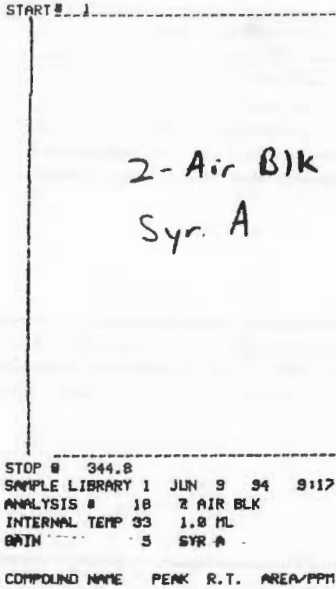 START # 1
2-Air Blk
Syr. A
STOP @ 344.8
SAMPLE LIBRARY 1 JUN 9 94 9:17
ANALYSIS # 18 2 AIR BLK
INTERNAL TEMP 33 1.0 ML
GAIN 5 SYR A
COMPOUND NAME PEAK R.T. AREA/PPM